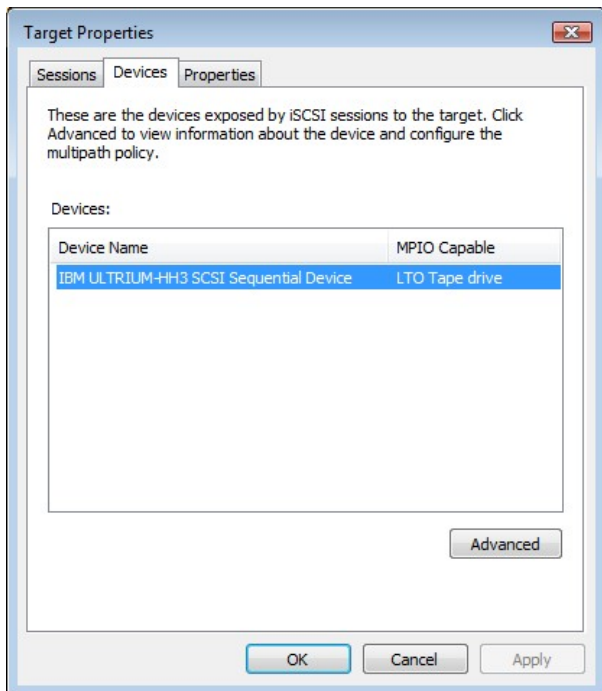 Target Properties
Sessions Devices Properties
These are the devices exposed by iSCSI sessions to the target. Click
Advanced to view information about the device and configure the
multipath policy.
Devices:
Device Name MPIO Capable
IBM ULTRIUM-HH3 SCSI Sequential Device LTO Tape drive
Advanced
OK Cancel Apply